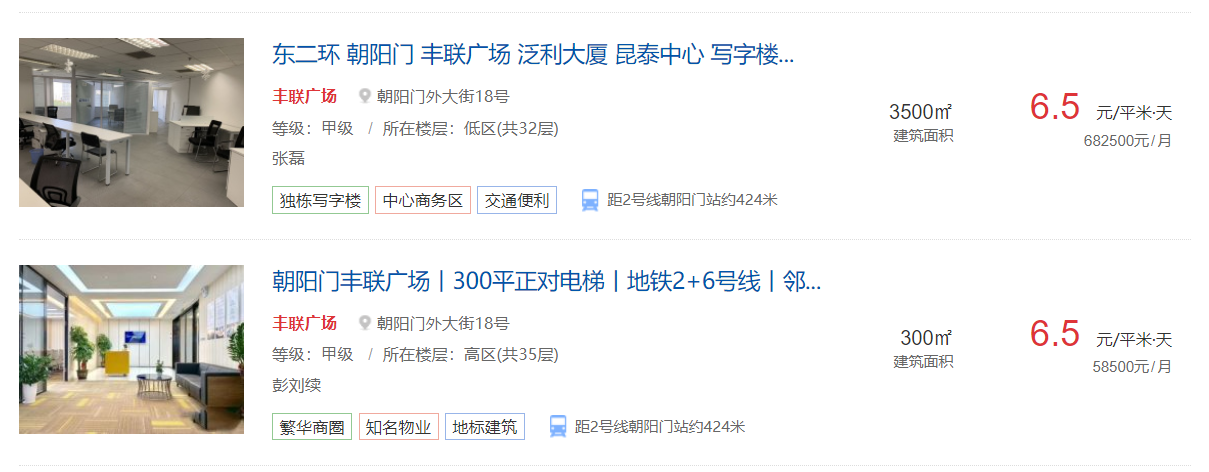 东二环 朝阳门 丰联广场 泛利大厦 昆泰中心 写字楼...
丰联广场 朝阳门外大街18号
等级：甲级 / 所在楼层：低区(共32层)
张磊
独栋写字楼 中心商务区 交通便利 距2号线朝阳门站约424米
3500㎡
建筑面积
6.5 元/平米·天
682500元/月
朝阳门丰联广场丨300平正对电梯丨地铁2+6号线丨邻...
丰联广场 朝阳门外大街18号
等级：甲级 / 所在楼层：高区(共35层)
彭刘续
繁华商圈 知名物业 地标建筑 距2号线朝阳门站约424米
300㎡
建筑面积
6.5 元/平米·天
58500元/月